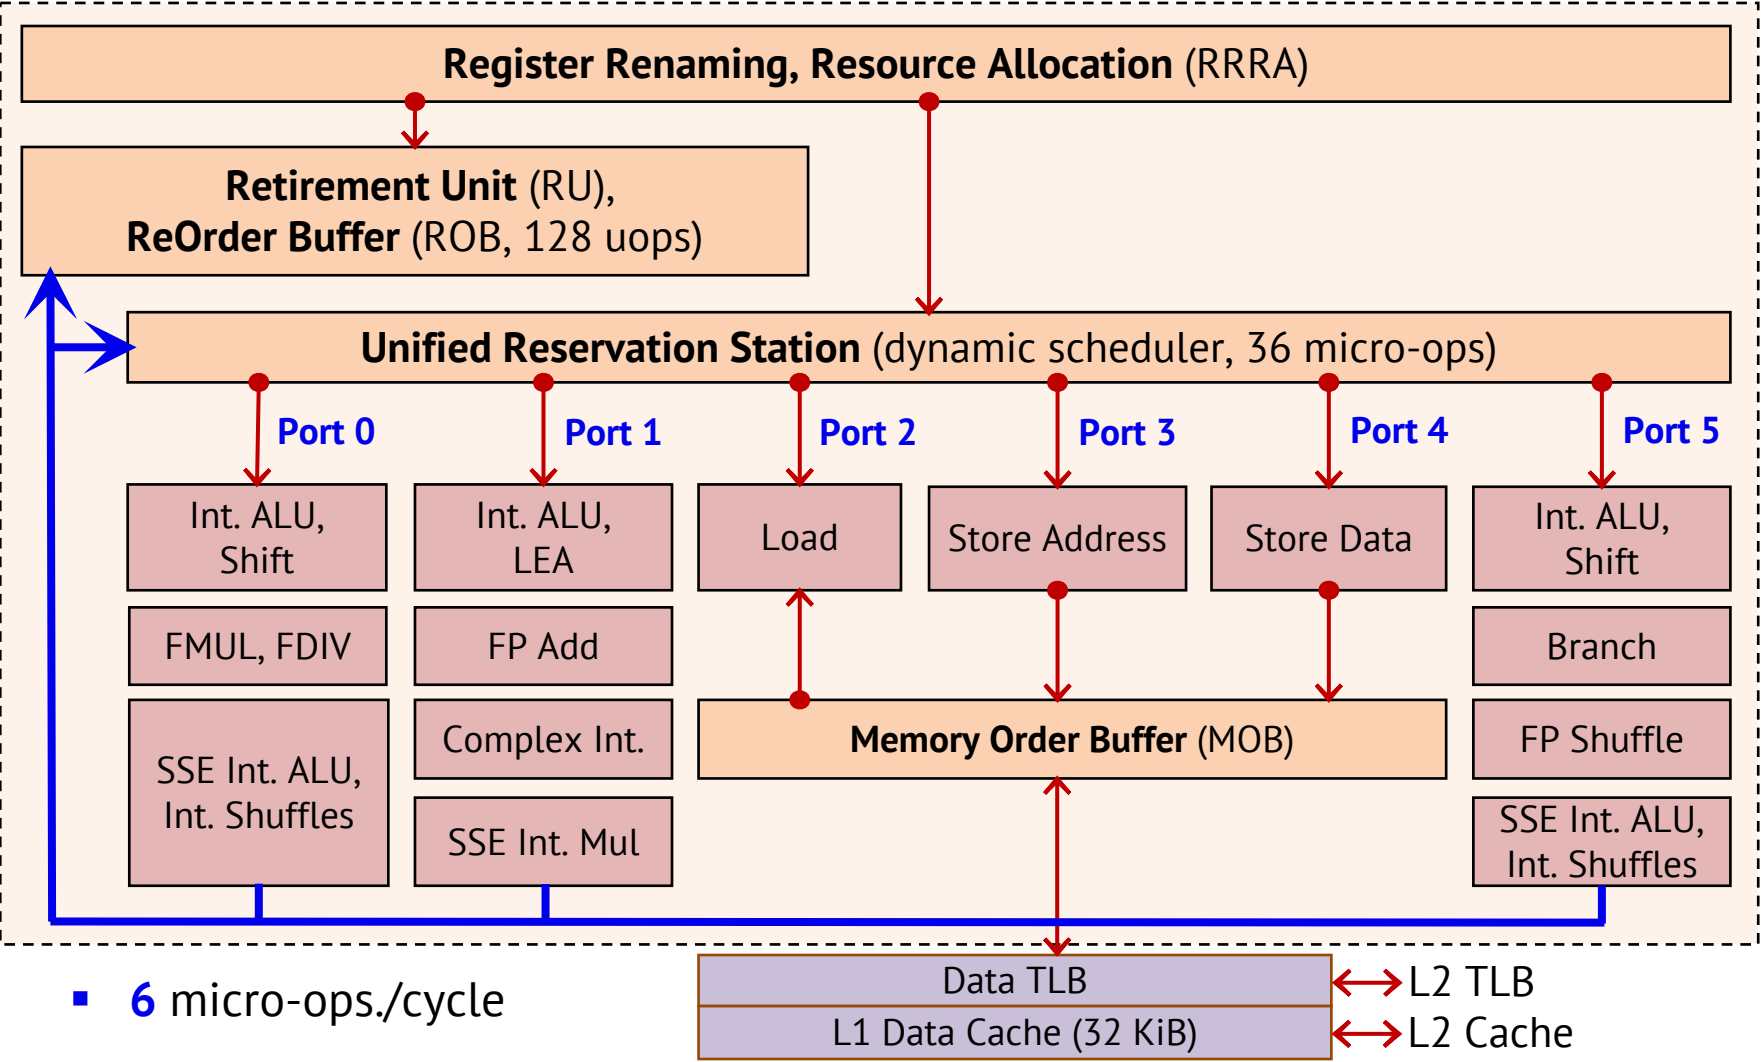 Register Renaming, Resource Allocation (RRRA)
Retirement Unit (RU),
ReOrder Buffer (ROB, 128 uops)
Unified Reservation Station (dynamic scheduler, 36 micro-ops)
Port 0
Port 1
Port 2
Port 3
Port 4
Port 5
Int. ALU,
Shift
Int. ALU,
LEA
Load
Store Address
Store Data
Int. ALU,
Shift
FMUL, FDIV
FP Add
Branch
SSE Int. ALU,
Int. Shuffles
Complex Int.
Memory Order Buffer (MOB)
FP Shuffle
SSE Int. Mul
SSE Int. ALU,
Int. Shuffles
6 micro-ops./cycle
Data TLB
L2 TLB
L1 Data Cache (32 KiB)
L2 Cache